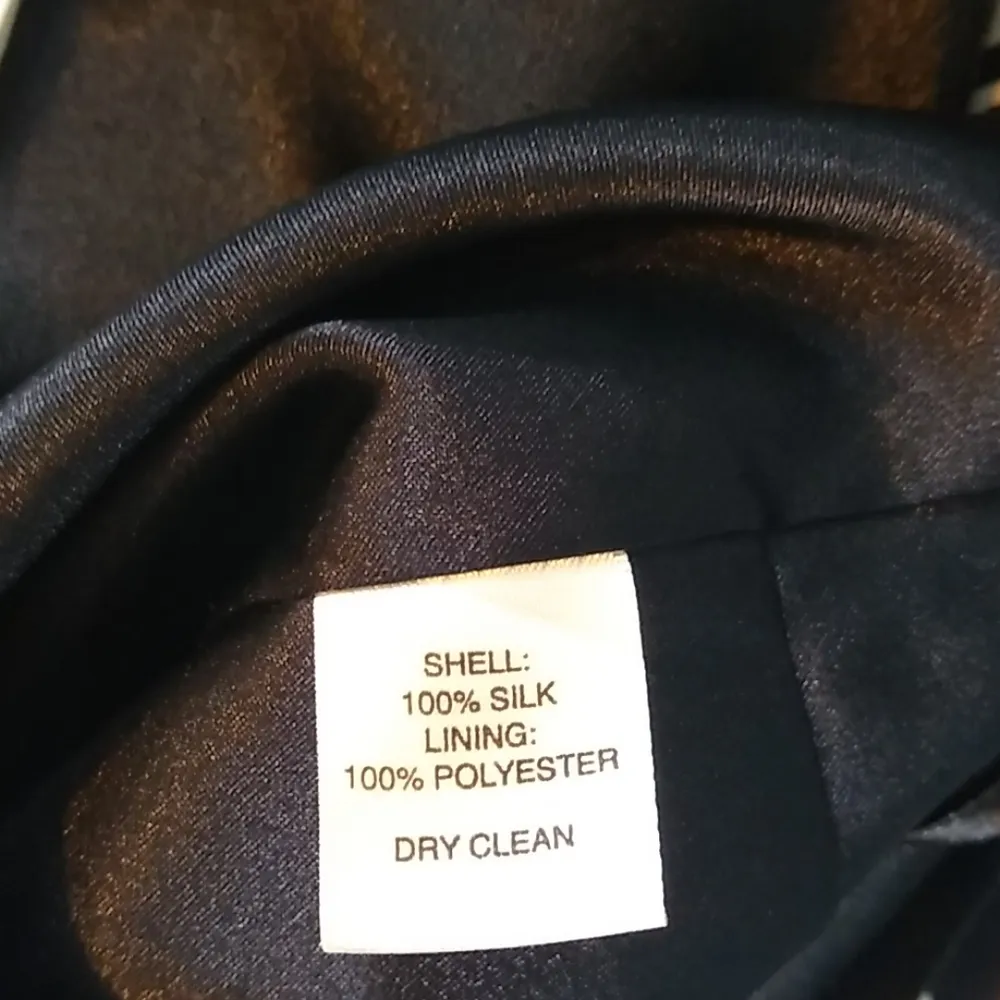 SHELL:
100% SILK
LINING:
100% POLYESTER
DRY CLEAN